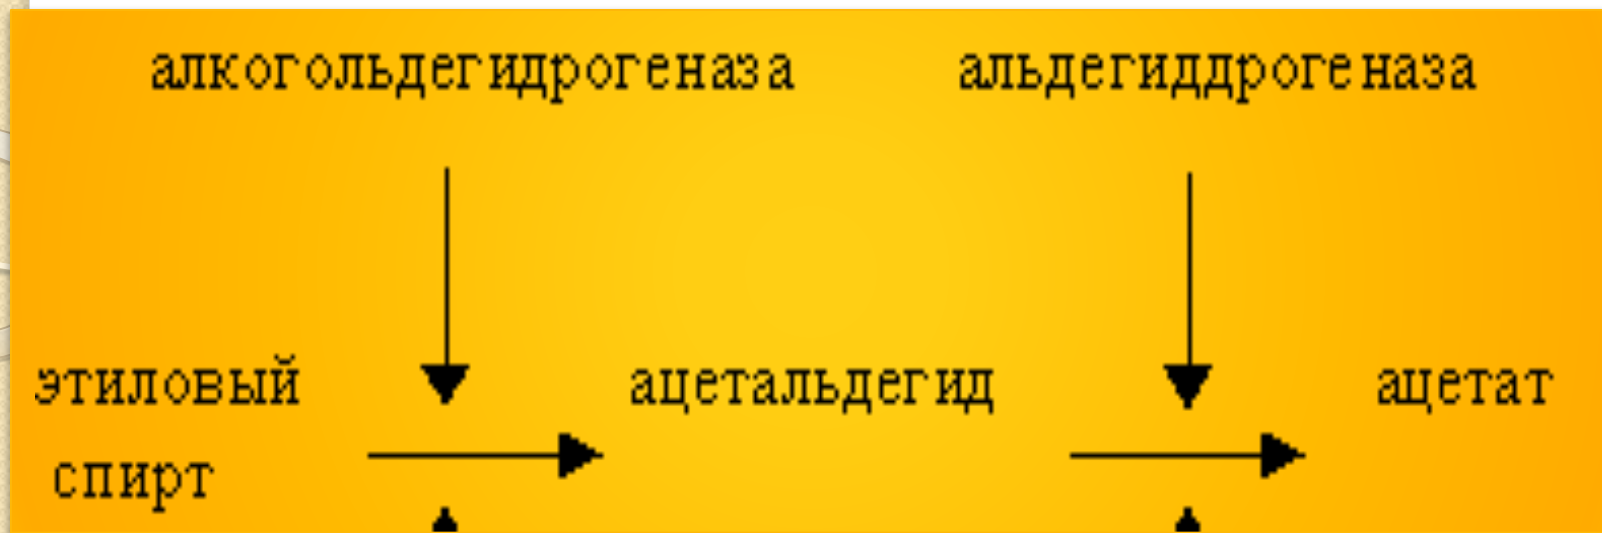 алкогольдегидрогеназа альдегиддрогеназа
этиловый ацетальдегид ацетат
спирт